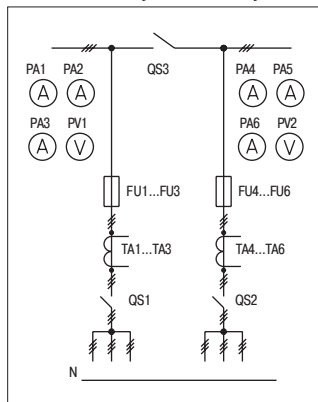 QS3
PA1 PA2 PA4 PA5
A A A A
PA3 PV1 PA6 PV2
A V A V
FU1...FU3 FU4...FU6
TA1...TA3 TA4...TA6
QS1 QS2
N